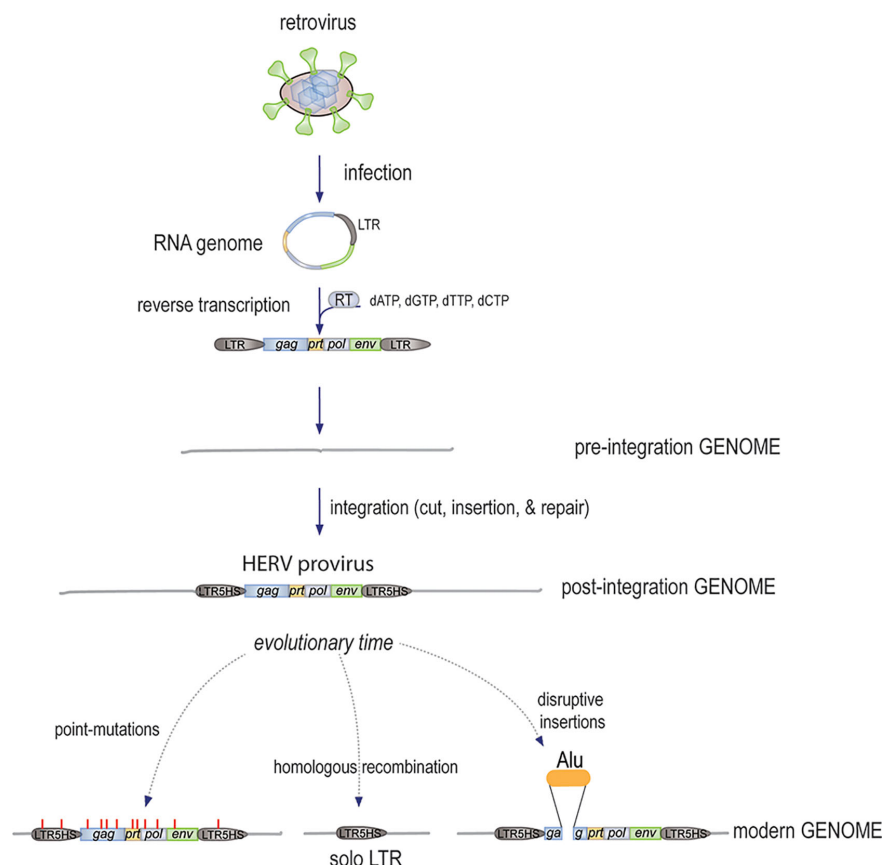 retrovirus
infection
LTR
RNA genome
reverse transcription RT dATP, dGTP, dTTP, dCTP
LTR gag prt pol env LTR
pre-integration GENOME
integration (cut, insertion, & repair)
HERV provirus
LTR5HS gag prt pol env LTR5HS post-integration GENOME
evolutionary time
disruptive
insertions
point-mutations
Alu
homologous recombination
LTR5HS gag prt pol env LTR5HS LTR5HS LTR5HS ga g prt pol env LTR5HS modern GENOME
solo LTR